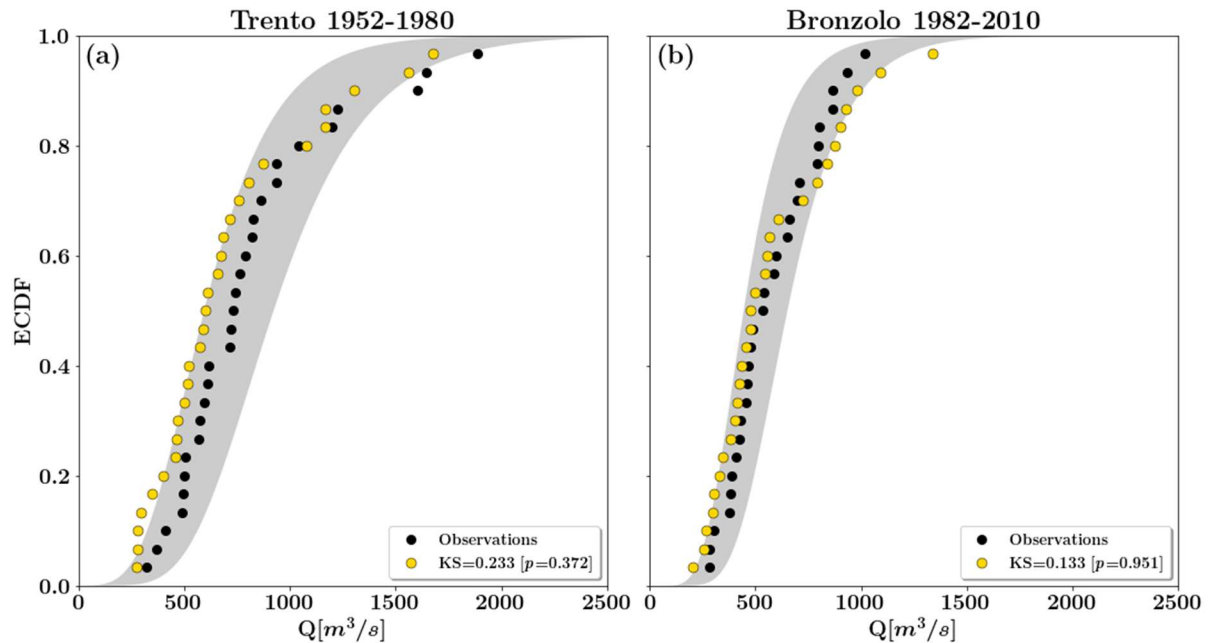 Trento 1952-1980
Bronzolo 1982-2010
(a)
(b)
ECDF
1.0
0.8
0.6
0.4
0.2
0.0
Observations
KS=0.233 [p=0.372]
Observations
KS=0.133 [p=0.951]
0 500 1000 1500 2000 2500
0 500 1000 1500 2000 2500
Q[m³/s]
Q[m³/s]